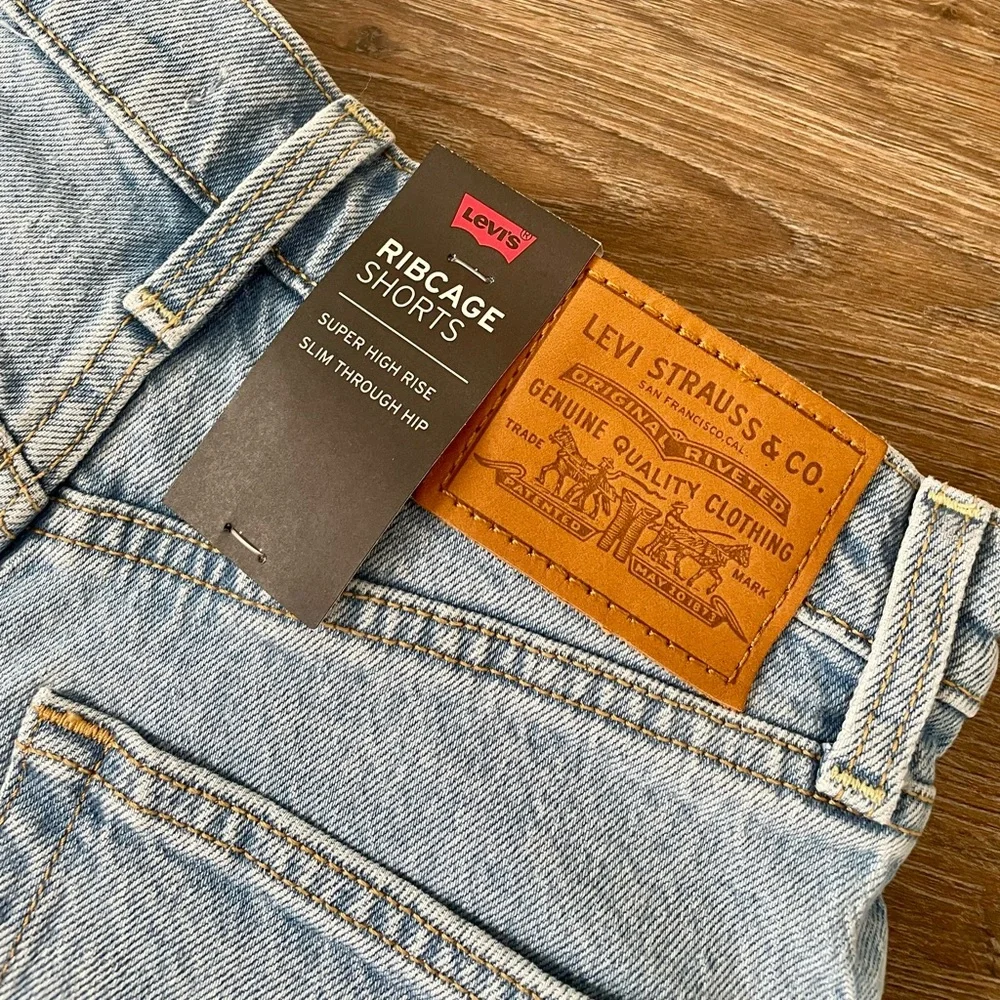 Levi's®
RIBCAGE
SHORTS
SUPER HIGH RISE
SLIM THROUGH HIP
LEVI STRAUSS & CO.
SAN FRANCISCO, CAL.
ORIGINAL RIVETED
GENUINE QUALITY CLOTHING
TRADE MARK
PATENTED MAY 20 1873